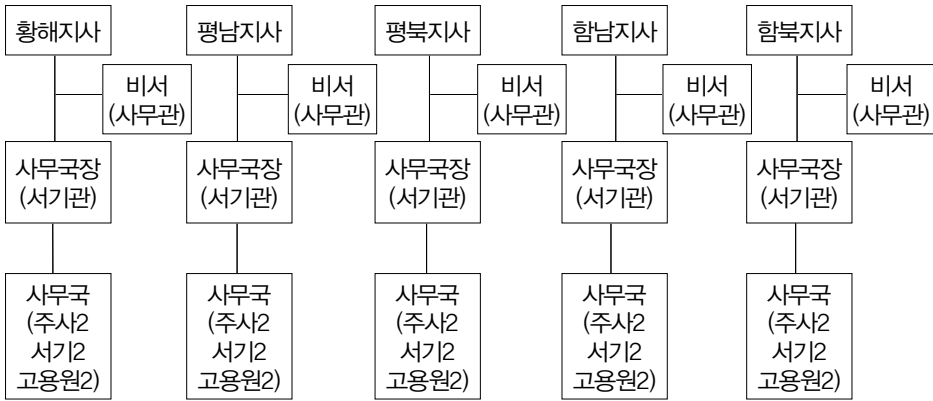 황해지사
평남지사
평북지사
함남지사
함북지사
비서
(사무관)
비서
(사무관)
비서
(사무관)
비서
(사무관)
비서
(사무관)
사무국장
(서기관)
사무국장
(서기관)
사무국장
(서기관)
사무국장
(서기관)
사무국장
(서기관)
사무국
(주사2
서기2
고용원2)
사무국
(주사2
서기2
고용원2)
사무국
(주사2
서기2
고용원2)
사무국
(주사2
서기2
고용원2)
사무국
(주사2
서기2
고용원2)